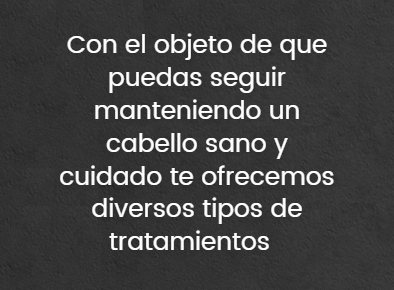 Con el objeto de que
puedas seguir
manteniendo un
cabello sano y
cuidado te ofrecemos
diversos tipos de
tratamientos